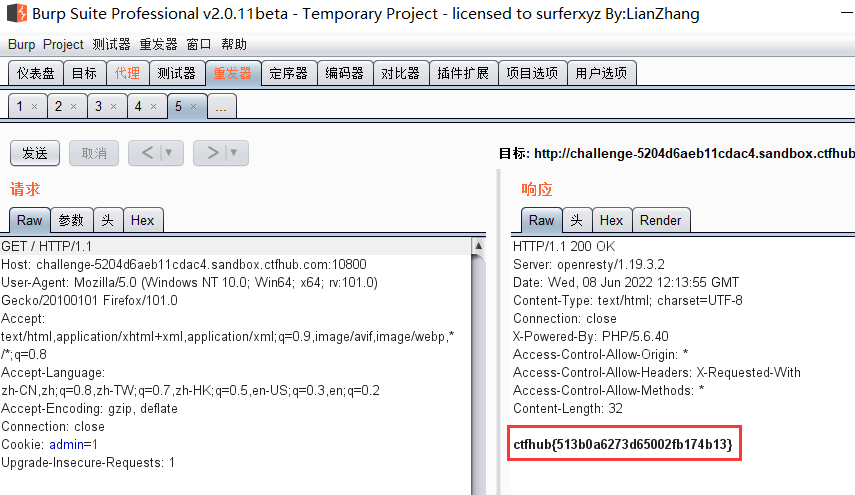 Burp Suite Professional v2.0.11beta - Temporary Project - licensed to surferxyz By:LianZhang
Burp Project 测试器 重发器 窗口 帮助
仪表盘 目标 代理 测试器 重发器 定序器 编码器 对比器 插件扩展 项目选项 用户选项
1 × 2 × 3 × 4 × 5 × ...
发送 取消 < | ▼ > | ▼ 目标: http://challenge-5204d6aeb11cdac4.sandbox.ctfhub
请求
Raw 参数 头 Hex
GET / HTTP/1.1
Host: challenge-5204d6aeb11cdac4.sandbox.ctfhub.com:10800
User-Agent: Mozilla/5.0 (Windows NT 10.0; Win64; x64; rv:101.0)
Gecko/20100101 Firefox/101.0
Accept:
text/html,application/xhtml+xml,application/xml;q=0.9,image/avif,image/webp,*
/*;q=0.8
Accept-Language:
zh-CN,zh;q=0.8,zh-TW;q=0.7,zh-HK;q=0.5,en-US;q=0.3,en;q=0.2
Accept-Encoding: gzip, deflate
Connection: close
Cookie: admin=1
Upgrade-Insecure-Requests: 1
响应
Raw 头 Hex Render
HTTP/1.1 200 OK
Server: openresty/1.19.3.2
Date: Wed, 08 Jun 2022 12:13:55 GMT
Content-Type: text/html; charset=UTF-8
Connection: close
X-Powered-By: PHP/5.6.40
Access-Control-Allow-Origin: *
Access-Control-Allow-Headers: X-Requested-With
Access-Control-Allow-Methods: *
Content-Length: 32
ctfhub{513b0a6273d65002fb174b13}